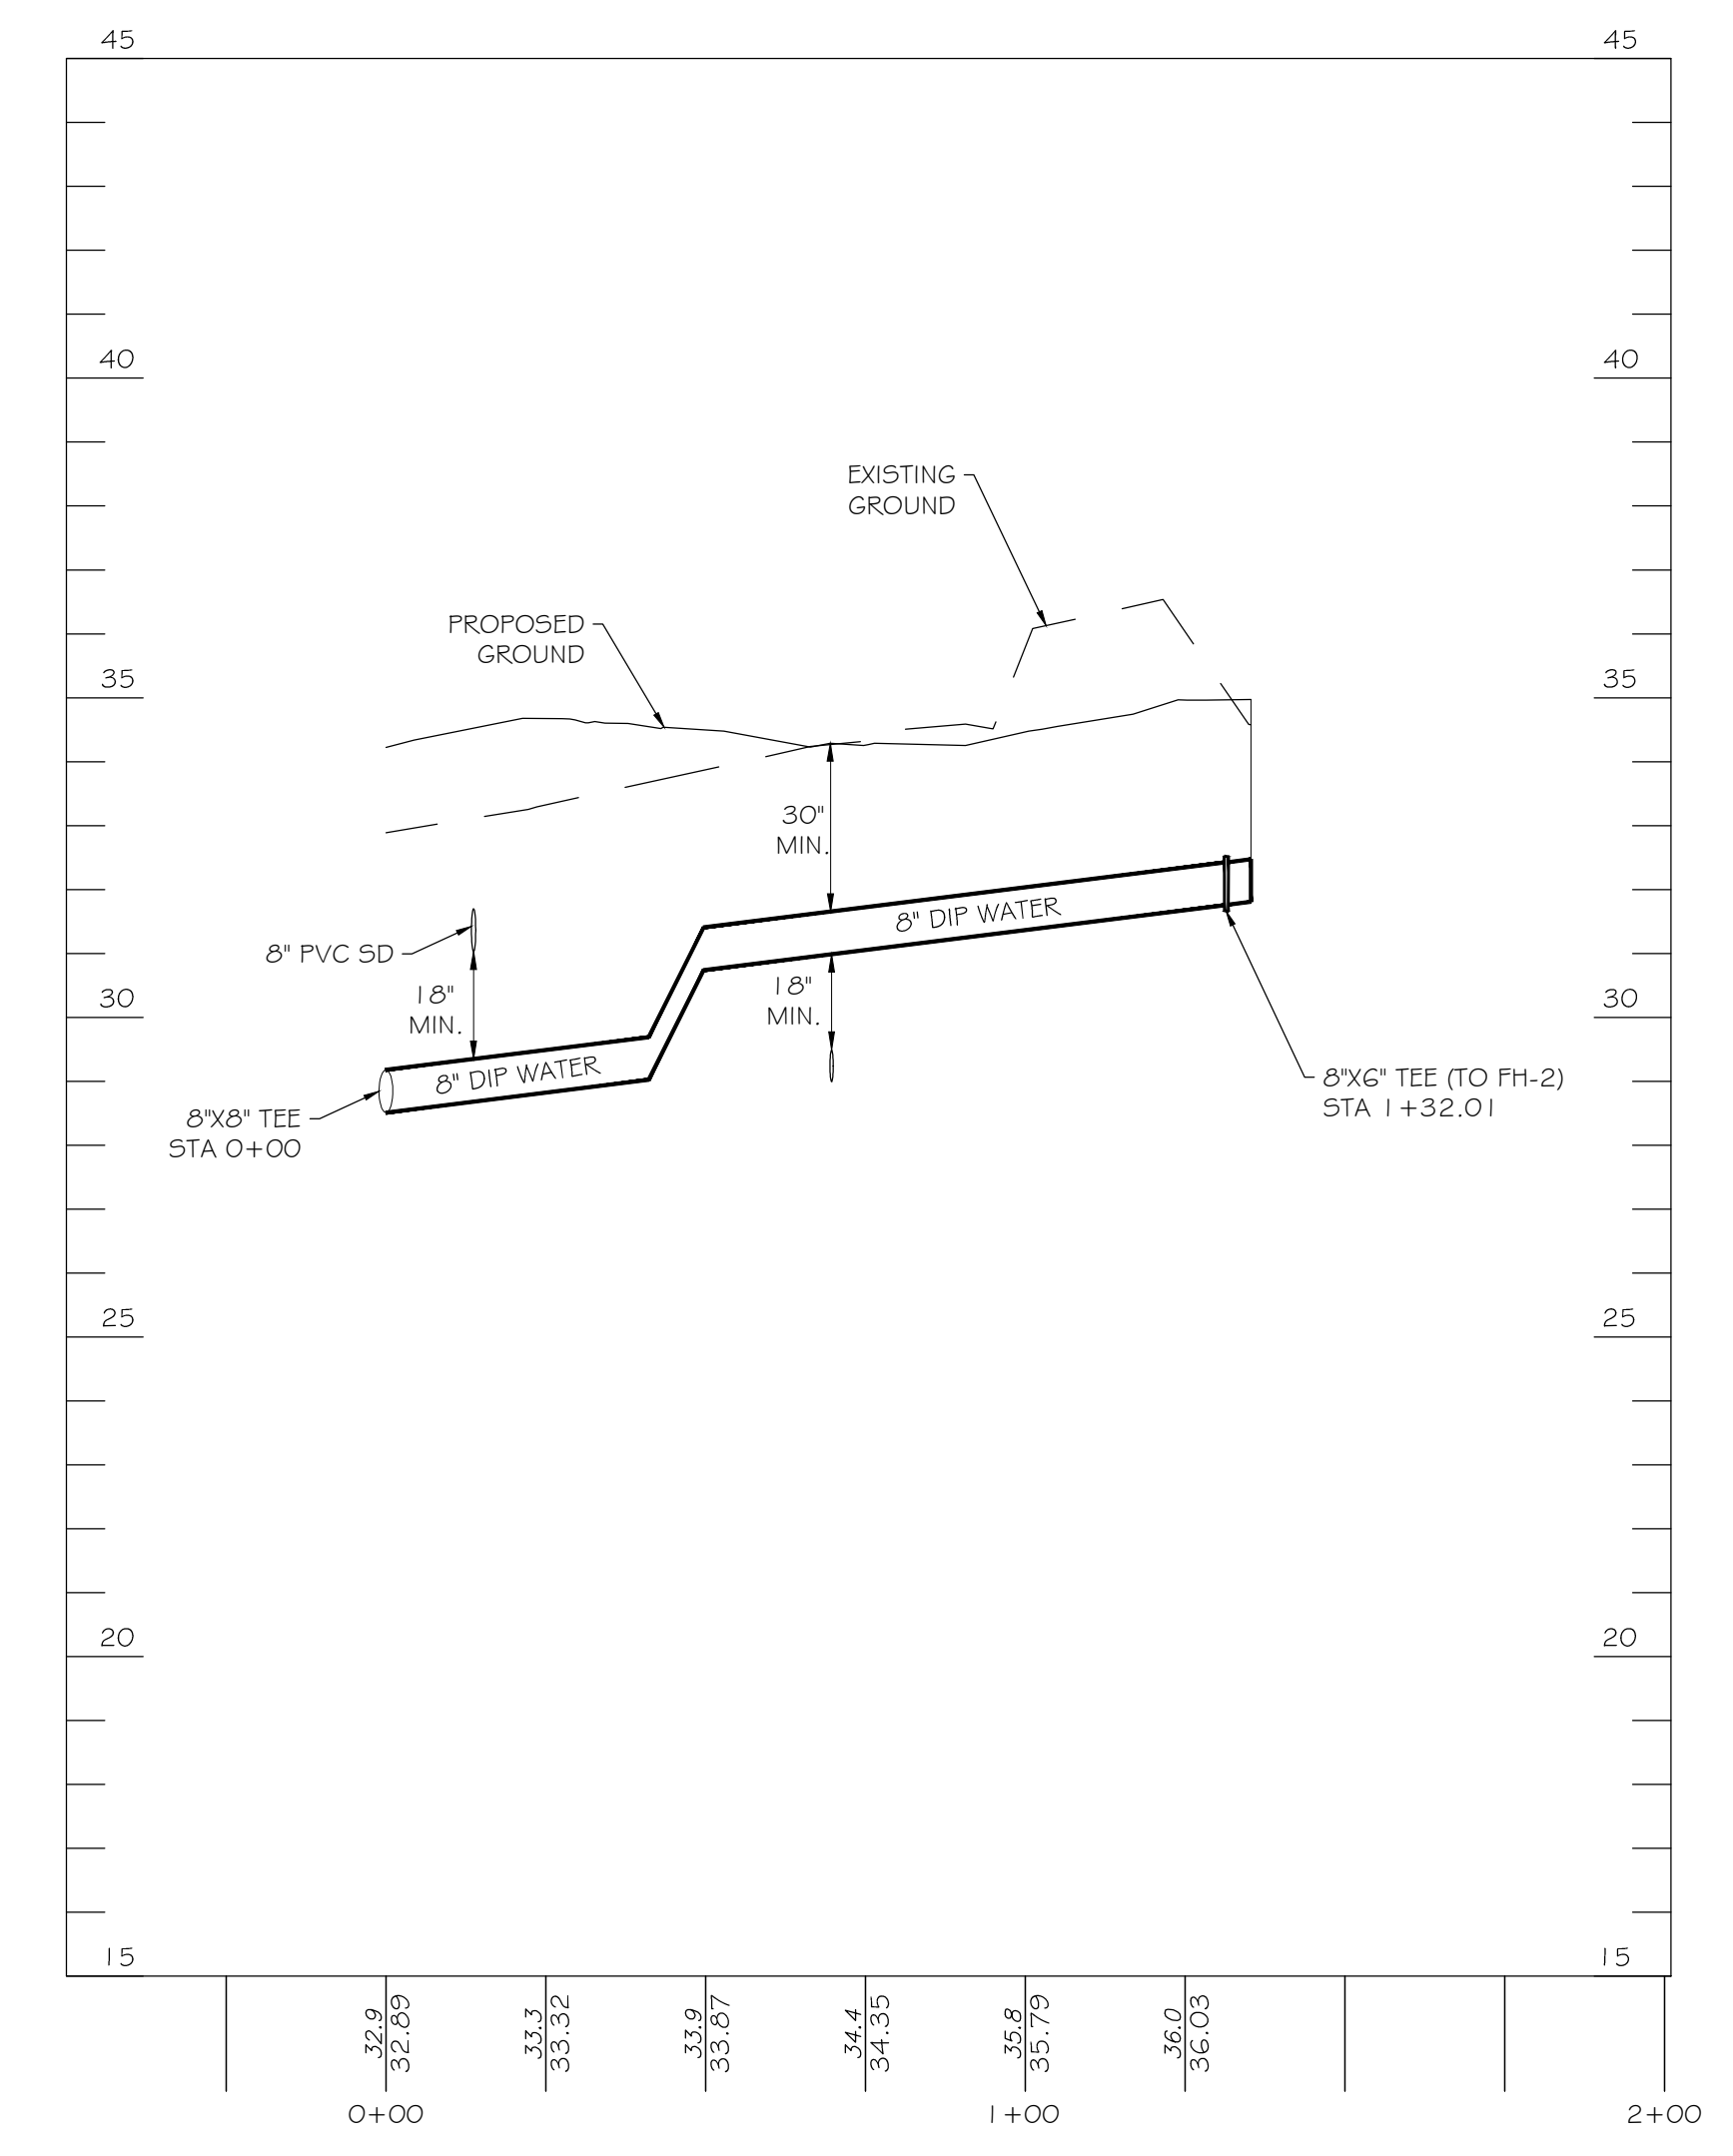 45 45
40 40
EXISTING
GROUND
PROPOSED
GROUND
35 35
30"
MIN.
8" DIP WATER
8" PVC SD
18"
MIN.
18"
MIN.
30 30
8" DIP WATER
8"X8" TEE
STA 0+00
8"X6" TEE (TO FH-2)
STA 1+32.01
25 25
20 20
15 15
32.9
32.89
33.3
33.32
33.9
33.87
34.4
34.35
35.8
35.79
36.0
36.03
0+00 1+00 2+00